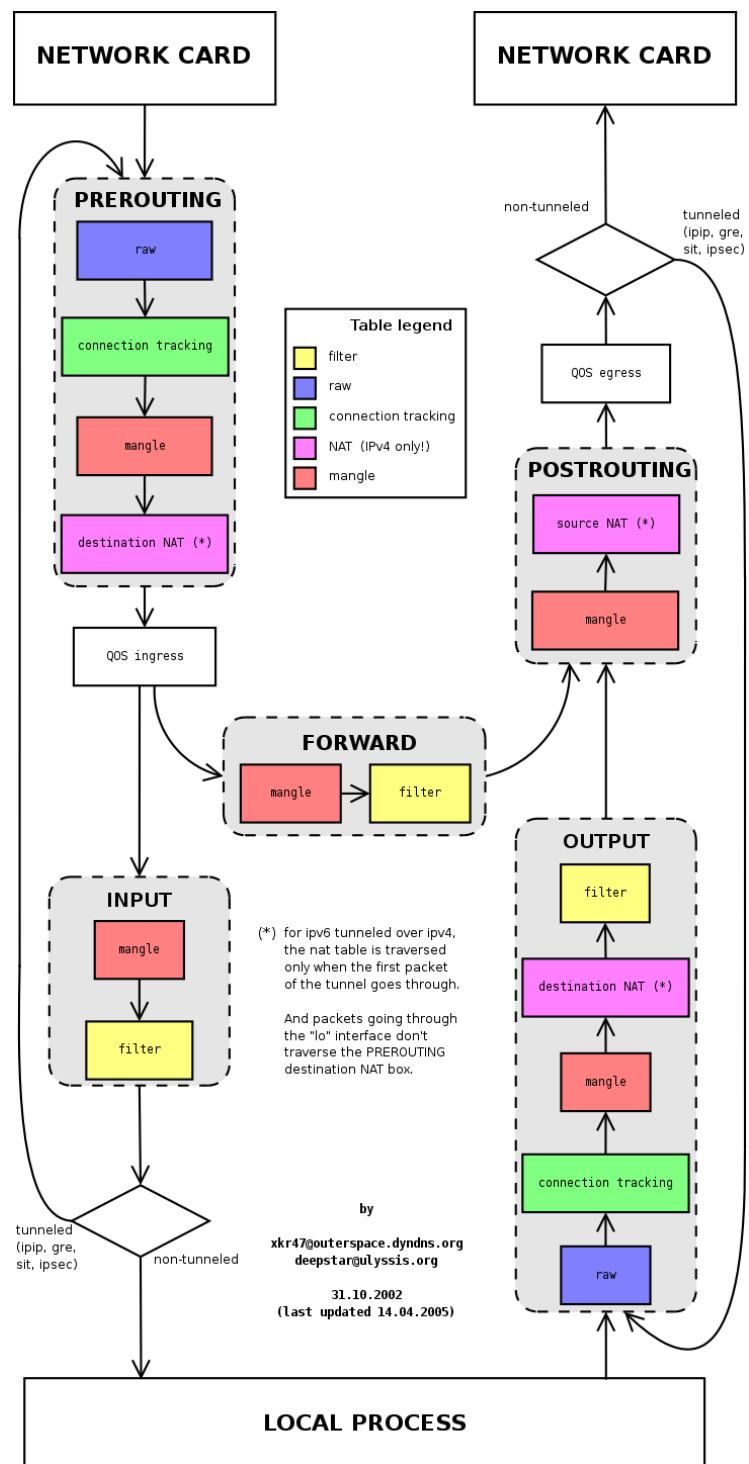 NETWORK CARD
NETWORK CARD
PREROUTING
raw
connection tracking
mangle
destination NAT (*)
QOS ingress
Table legend
filter
raw
connection tracking
NAT (IPv4 only!)
mangle
non-tunneled
tunneled
(ipip, gre,
sit, ipsec)
QOS egress
POSTROUTING
source NAT (*)
mangle
FORWARD
mangle
filter
INPUT
mangle
filter
(*) for ipv6 tunneled over ipv4,
the nat table is traversed
only when the first packet
of the tunnel goes through.
And packets going through
the "lo" interface don't
traverse the PREROUTING
destination NAT box.
OUTPUT
filter
destination NAT (*)
mangle
connection tracking
raw
tunneled
(ipip, gre,
sit, ipsec)
non-tunneled
by
xkr47@outerspace.dyndns.org
deepstar@ulyssis.org
31.10.2002
(last updated 14.04.2005)
LOCAL PROCESS